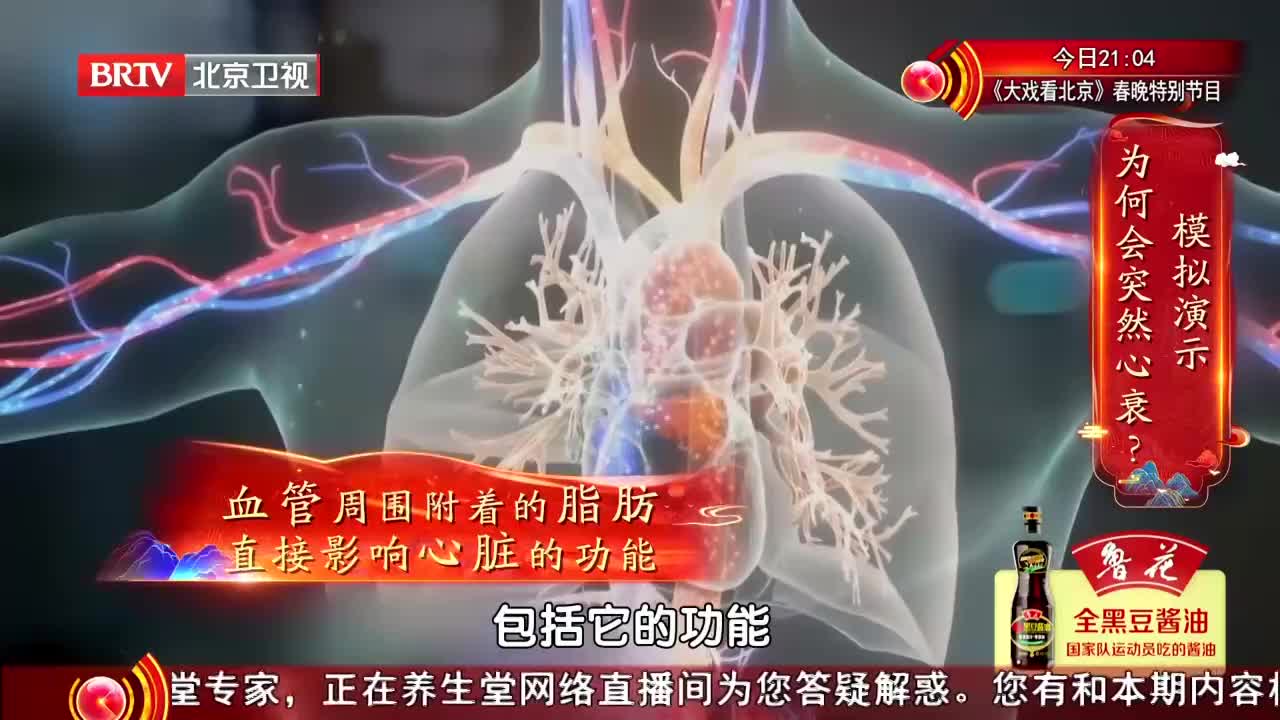 BRTV 北京卫视
今日21:04
《大戏看北京》春晚特别节目
模拟演示
为何会突然心衰?
血管周围附着的脂肪
直接影响心脏的功能
鲁花
黑豆酱油
全黑豆酱油
国家队运动员吃的酱油
包括它的功能
堂专家，正在养生堂网络直播间为您答疑解惑。您有和本期内容